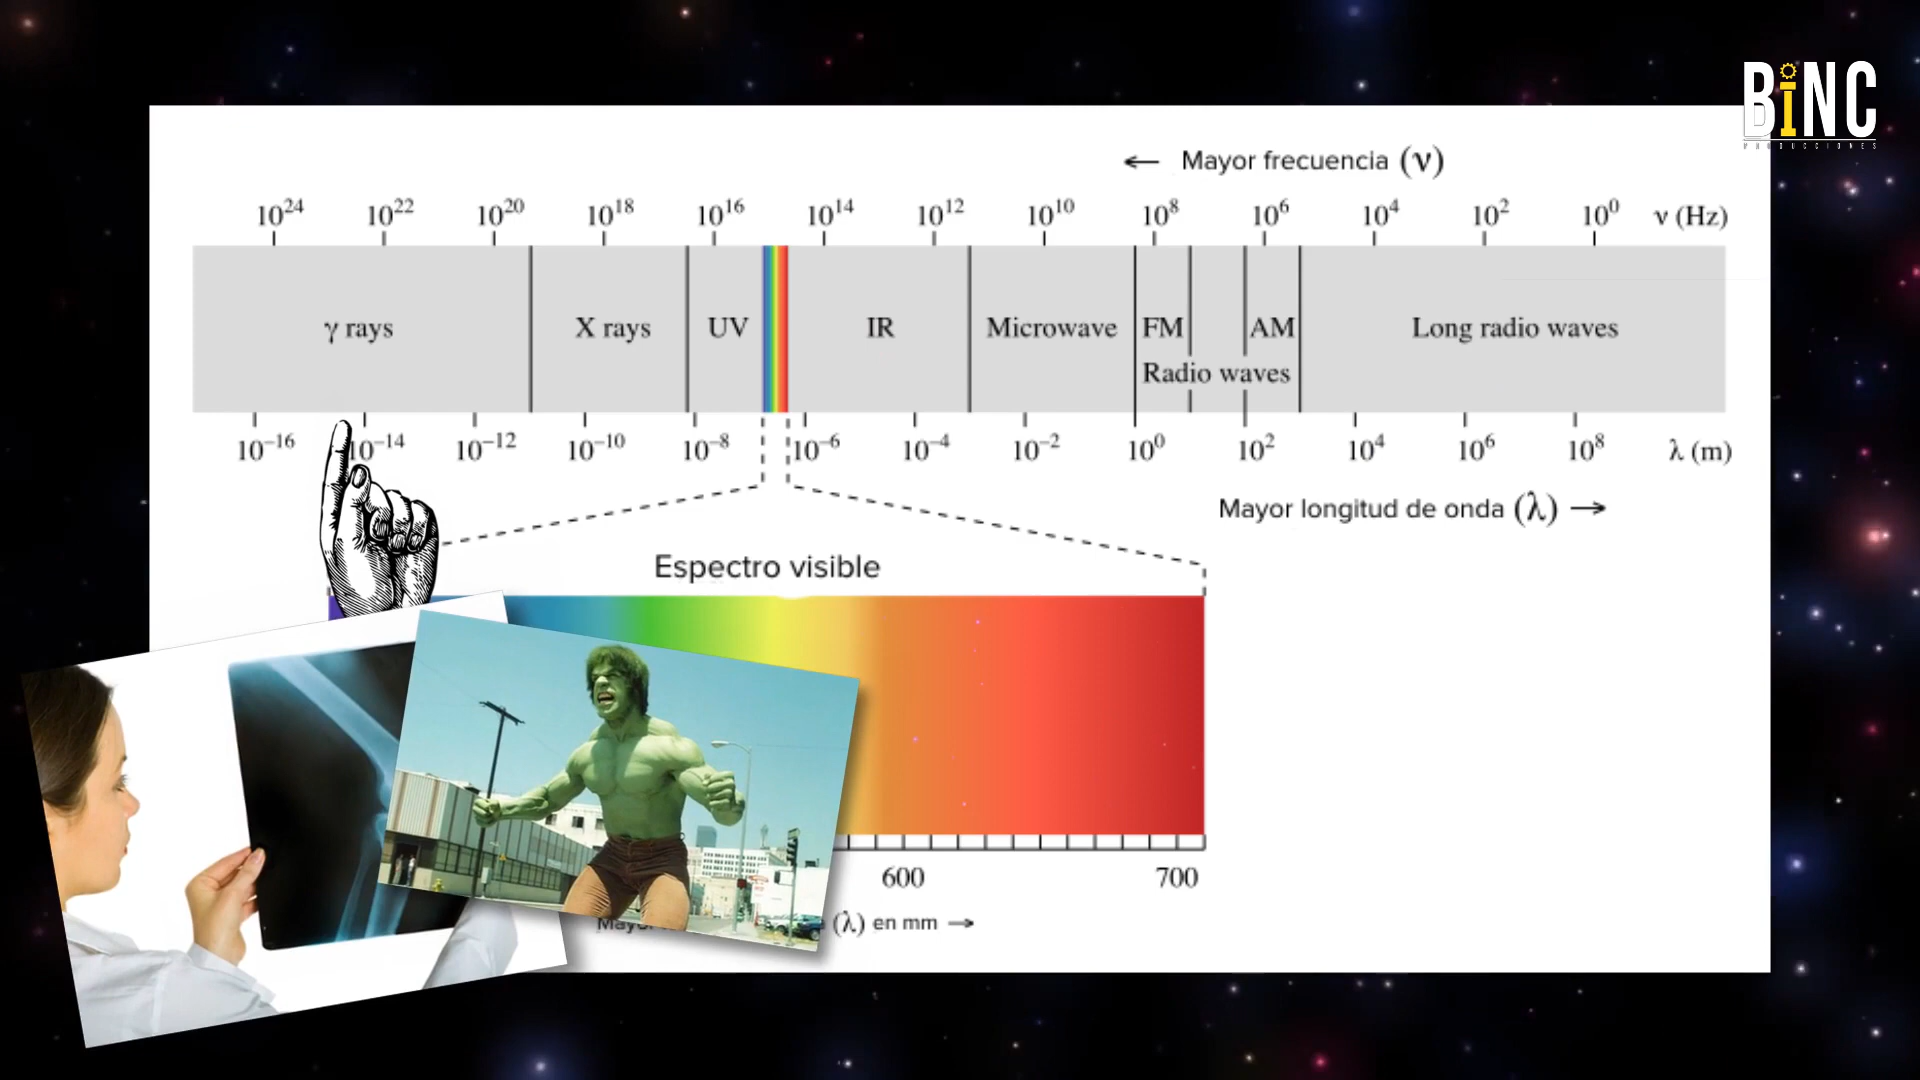 BiNC
PRODUCCIONES
← Mayor frecuencia (ν)
10²⁴ 10²² 10²⁰ 10¹⁸ 10¹⁶ 10¹⁴ 10¹² 10¹⁰ 10⁸ 10⁶ 10⁴ 10² 10⁰ ν (Hz)
γ rays X rays UV IR Microwave FM AM Long radio waves
Radio waves
10⁻¹⁶ 10⁻¹⁴ 10⁻¹² 10⁻¹⁰ 10⁻⁸ 10⁻⁶ 10⁻⁴ 10⁻² 10⁰ 10² 10⁴ 10⁶ 10⁸ λ (m)
Mayor longitud de onda (λ) →
Espectro visible
600 700
Mayor (λ) en mm →